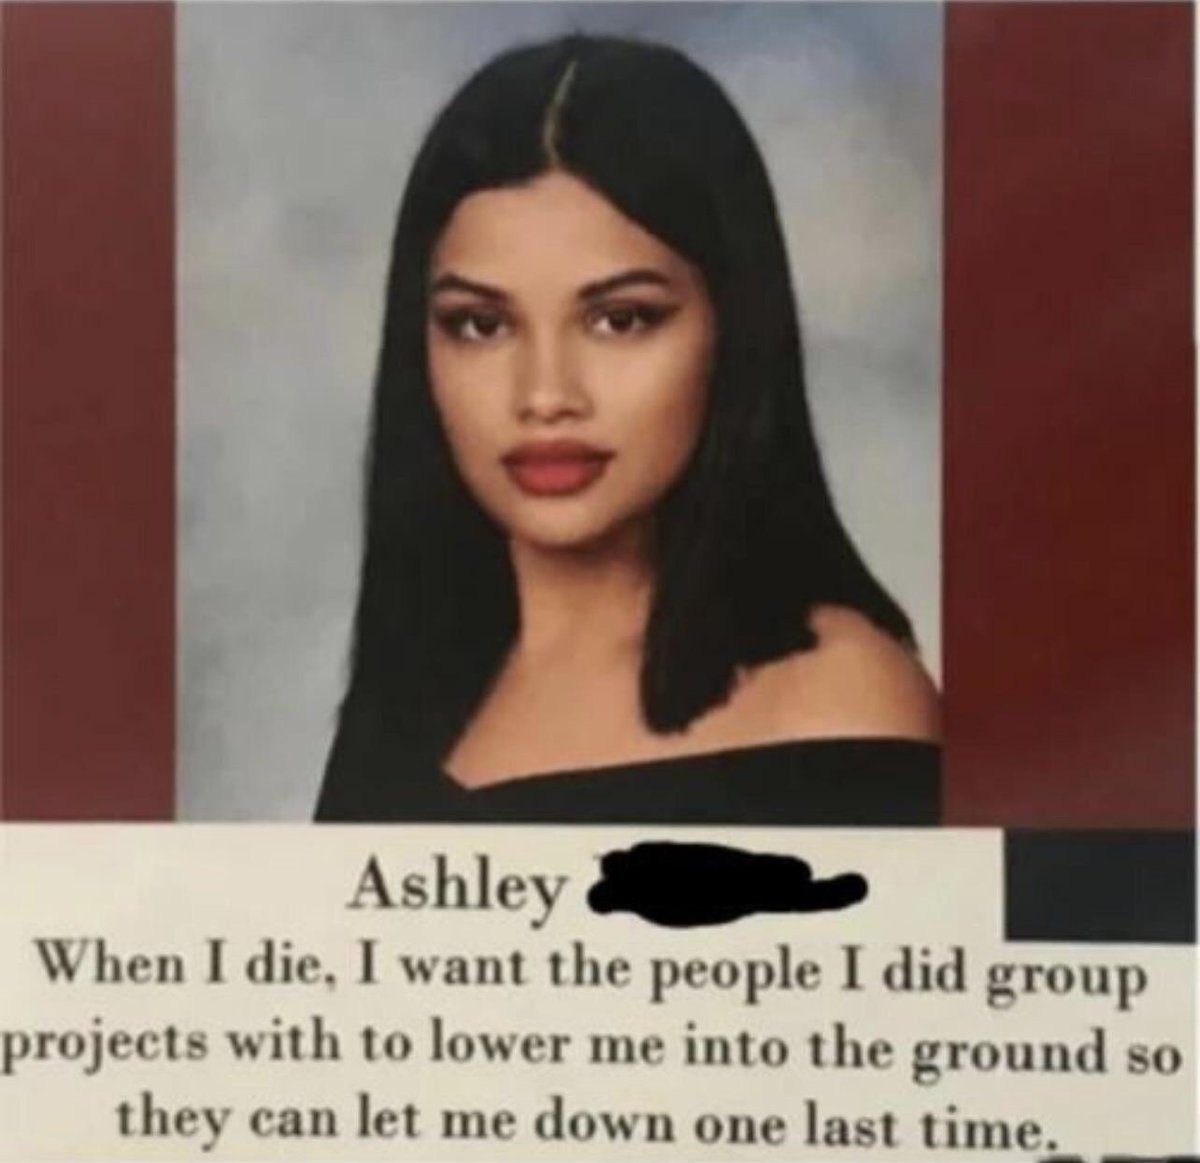 Ashley
When I die, I want the people I did group
projects with to lower me into the ground so
they can let me down one last time.